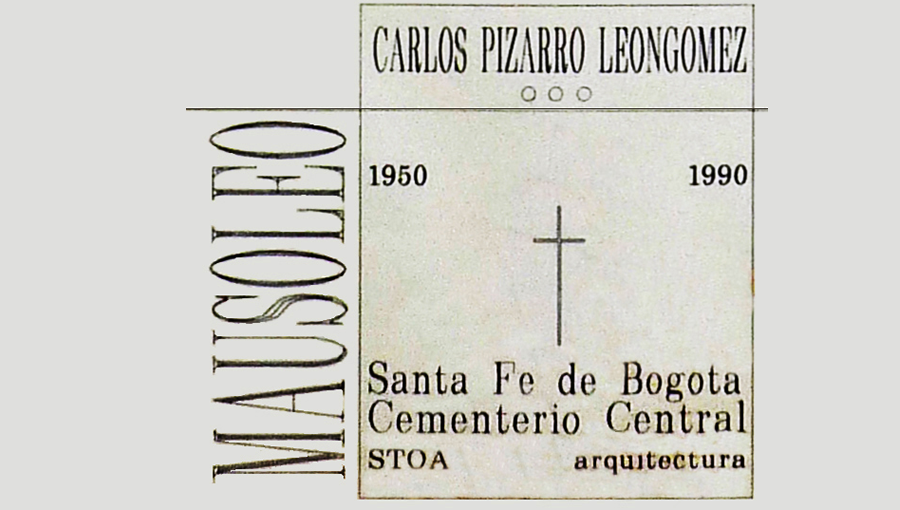 CARLOS PIZARRO LEONGOMEZ
MAUSOLEO
1950 1990
Santa Fe de Bogota
Cementerio Central
STOA arquitectura